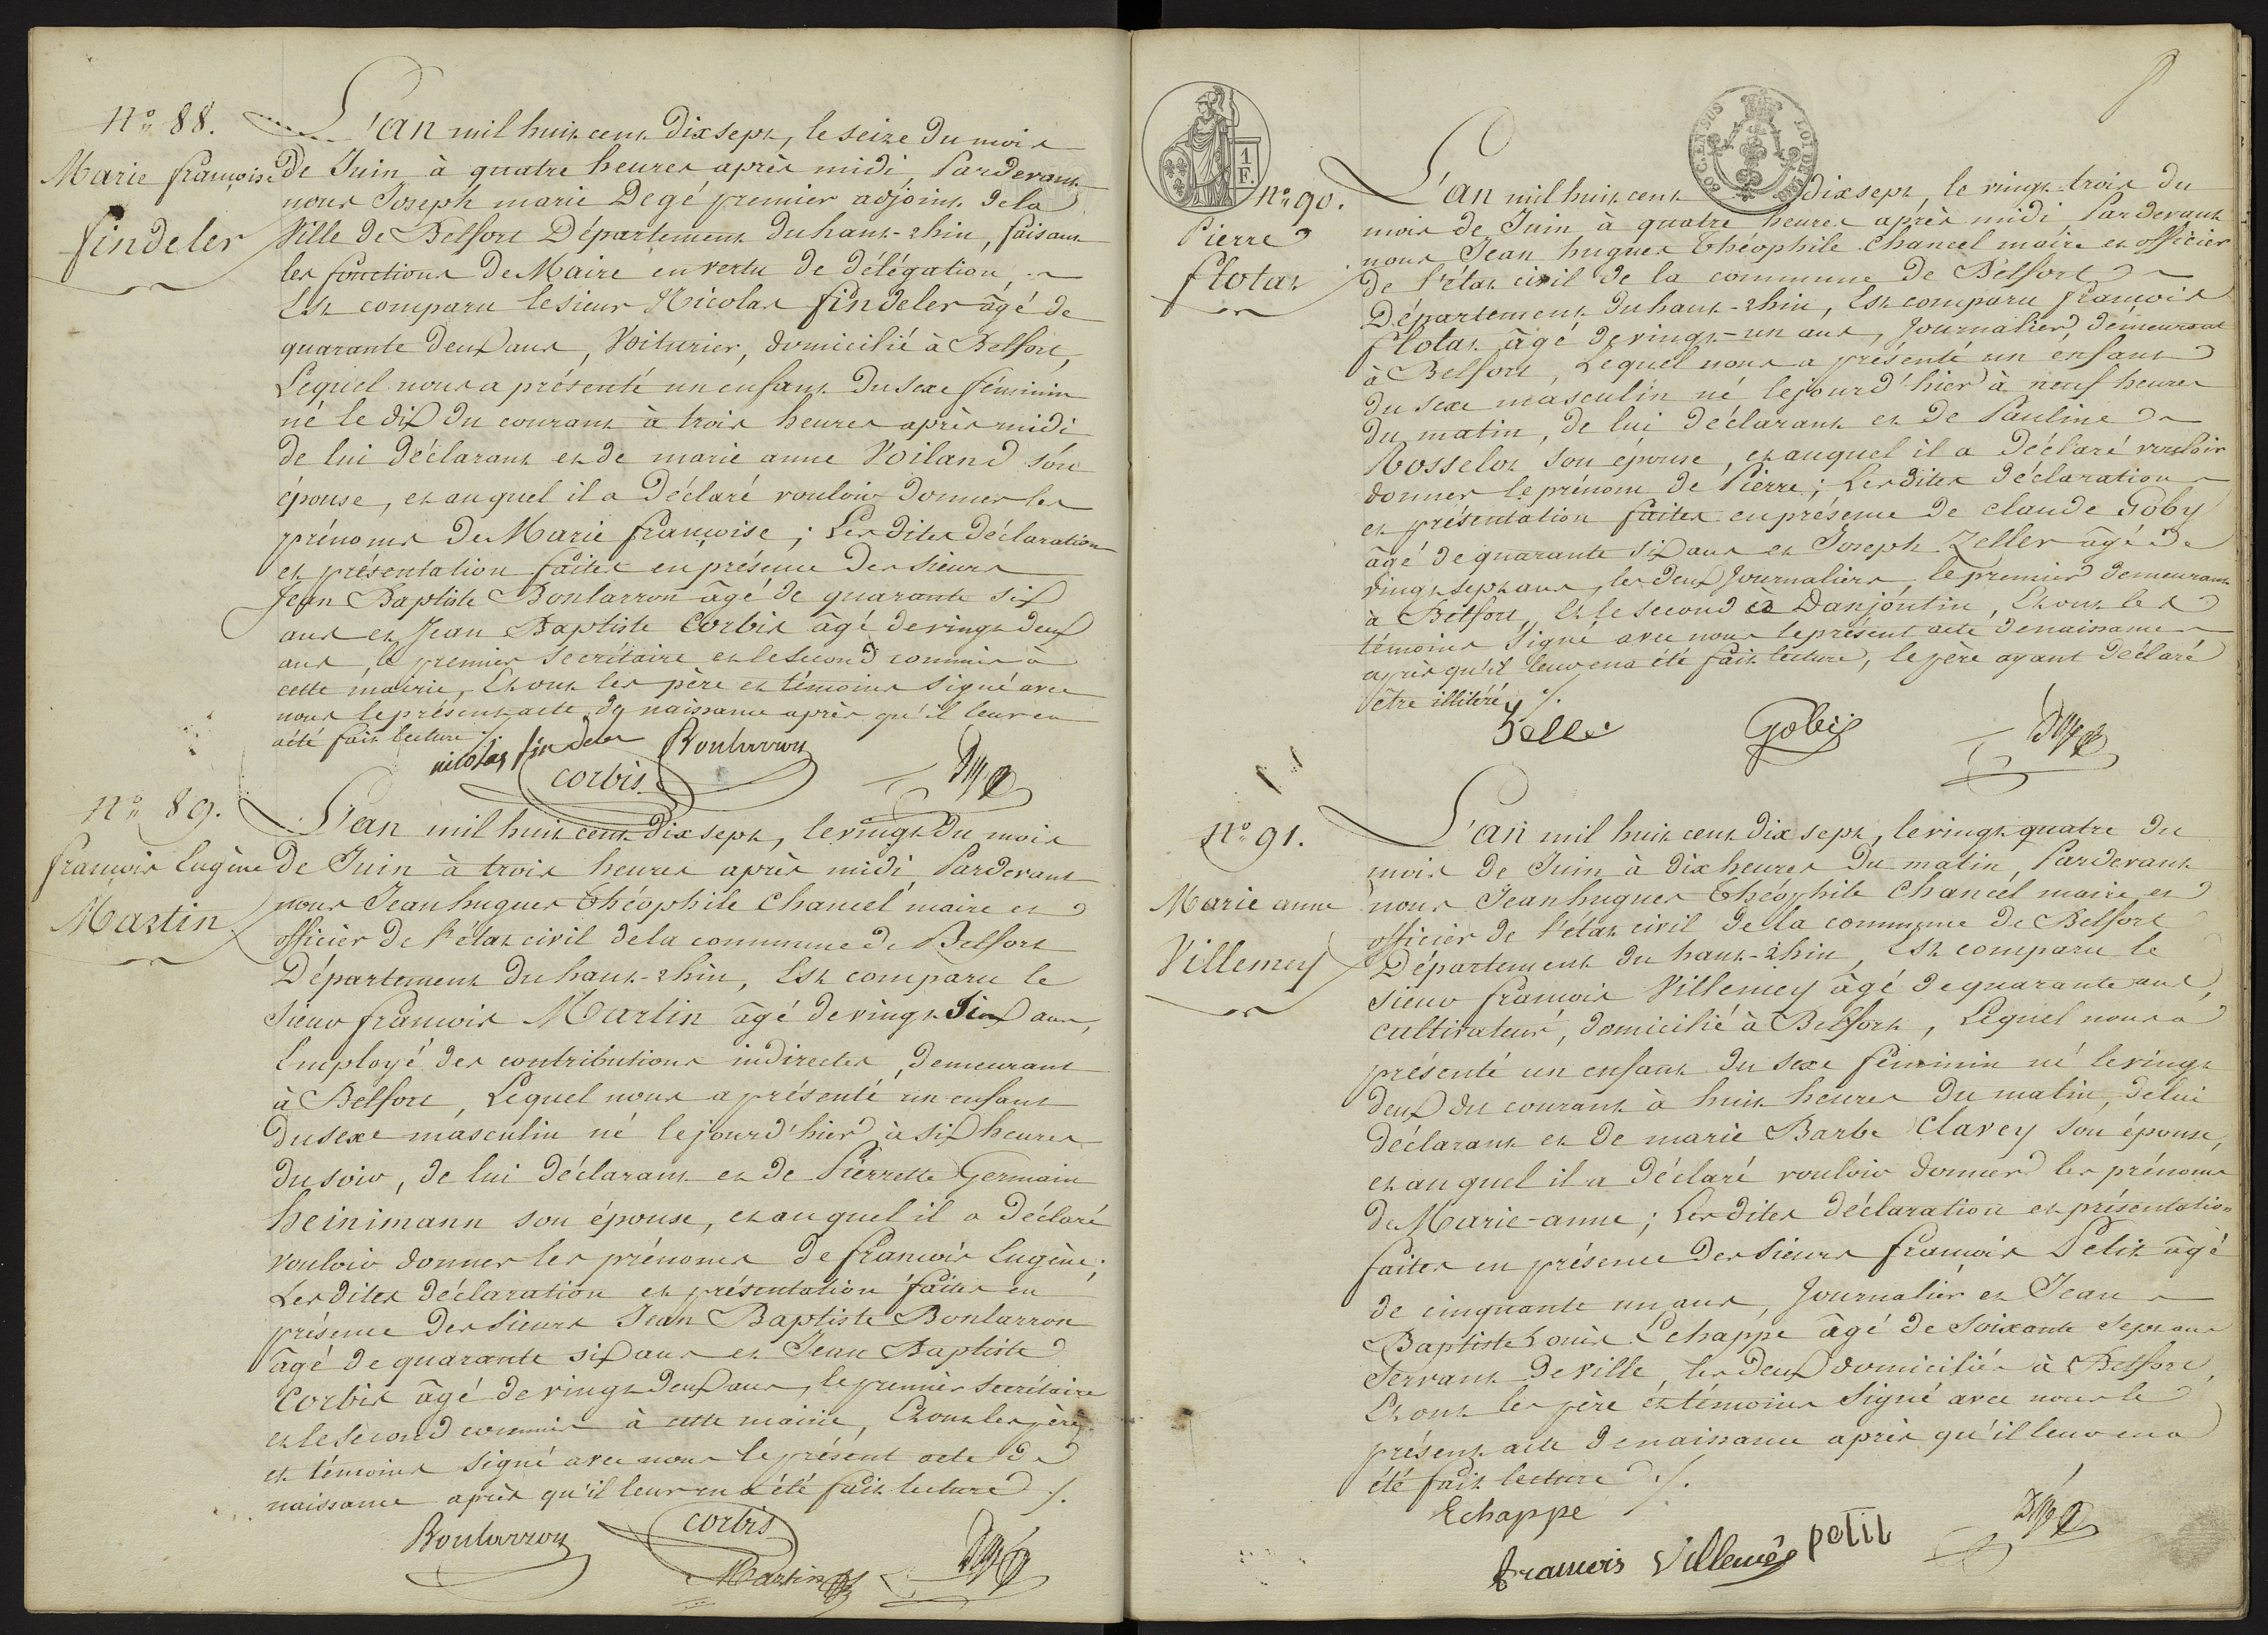 N° 88.
Marie françoise
findeler
L'an mil huit cent dix sept, le seize du mois
de Juin à quatre heures après midi, Pardevant
nous Joseph marie Degé premier adjoint de la
Ville de Belfort Département du haut-rhin, faisant
les fonctions de Maire en vertu de délégation,
Est comparu le sieur Nicolas findeler âgé de
quarante deux ans, Voiturier, domicilié à Belfort,
Lequel nous a présenté un enfant du sexe féminin
né le dix du courant à trois heures après midi
de lui déclarant et de marie anne Voiland son
épouse, et auquel il a déclaré vouloir donner les
prénoms de Marie françoise; Les dites déclaration
et présentation faites en présence des sieurs
Jean Baptiste Bonlarron âgé de quarante six
ans et Jean Baptiste Corbis âgé de vingt deux
ans, le premier secrétaire et le second commis à
cette mairie, Et ont les père et témoins signé avec
nous le présent acte de naissance après qu'il leur en
a été fait lecture ./.
nicolas findeler Bonlarron
corbis
N° 89.
françois Eugène
Martin
L'an mil huit cent dix sept, le vingt du mois
de Juin à trois heures après midi, Pardevant
nous Jean hugues Théophile Chancel maire et
officier de l'état civil de la commune de Belfort
Département du haut-rhin, Est comparu le
sieur françois Martin âgé de vingt six ans,
Employé des contributions indirectes, demeurant
à Belfort, Lequel nous a présenté un enfant
du sexe masculin né le jour d'hier à six heures
du soir, de lui déclarant et de Pierrette Germain
heinimann son épouse, et auquel il a déclaré
vouloir donner les prénoms de françois Eugène;
Les dites déclaration et présentation faites en
présence des sieurs Jean Baptiste Bonlarron
âgé de quarante six ans et Jean Baptiste
Corbis âgé de vingt deux ans, le premier secrétaire
et le second commis à cette mairie, Et ont les père
et témoins signé avec nous le présent acte de
naissance après qu'il leur en a été fait lecture ./.
Bonlarron corbis
Martin
1
F.
80 C. EN SUS LOI DE 1816
N° 90.
Pierre
flotat
L'an mil huit cent dix sept, le vingt-trois du
mois de Juin à quatre heures après midi Pardevant
nous Jean hugues Théophile Chancel maire et officier
de l'état civil de la commune de Belfort
Département du haut-rhin, Est comparu françois
flotat âgé de vingt-un ans, Journalier, demeurant
à Belfort, Lequel nous a présenté un enfant
du sexe masculin né le jour d'hier à neuf heures
du matin, de lui déclarant et de Pauline
Rosselot son épouse, et auquel il a déclaré vouloir
donner le prénom de Pierre; Les dites déclaration
et présentation faites en présence de claude Goby
âgé de quarante six ans et Joseph Zeller âgé de
vingt sept ans, les deux Journaliers, le premier demeurant
à Belfort, et le second à Danjoutin, Et ont les
témoins signé avec nous le présent acte de naissance
après qu'il leur en a été fait lecture, le père ayant déclaré
être illitéré ./.
Zeller Gobij
N° 91.
Marie anne
Villemey
L'an mil huit cent dix sept, le vingt quatre du
mois de Juin à dix heures du matin, Pardevant
nous Jean hugues Théophile Chancel maire et
officier de l'état civil de la commune de Belfort
Département du haut-rhin, Est comparu le
sieur françois Villemey âgé de quarante ans,
cultivateur, domicilié à Belfort, Lequel nous a
présenté un enfant du sexe féminin né le vingt
deux du courant à huit heures du matin, de lui
déclarant et de marie Barbe Clavey son épouse,
et auquel il a déclaré vouloir donner les prénoms
de Marie-anne; Les dites déclaration et présentation
faites en présence des sieurs françois Petit âgé
de cinquante un ans, Journalier et Jean
Baptiste Louis Echappe âgé de soixante sept ans
Servant de ville, les deux domiciliés à Belfort,
Et ont les père et témoins signé avec nous le
présent acte de naissance après qu'il leur en a
été fait lecture ./.
Echappe
francois Villemey petit